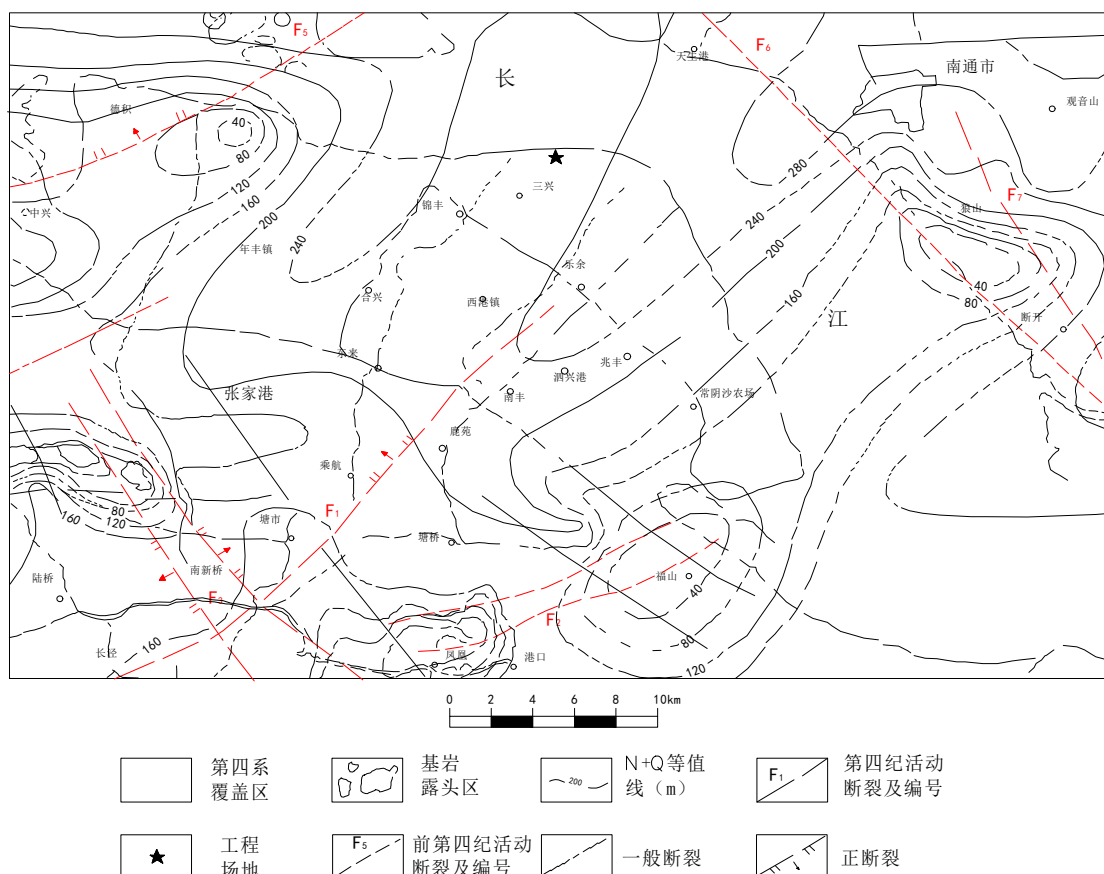 F5
长
天生港
F6
南通市
观音山
德积
40
80
120
160
200
240
280
240
200
160
三兴
锦丰
中兴
年丰镇
F7
狼山
乐余
合兴
西港镇
40
80
江
断开
兆丰
泗兴港
张家港
南丰
常阴沙农场
鹿苑
乘航
80
120
160
塘市
F1
塘桥
南新桥
陆桥
福山
40
F2
80
120
160
长泾
凤凰
港口
0 2 4 6 8 10km
第四系
覆盖区
基岩
露头区
200
N+Q等值
线（m）
F1
第四纪活动
断裂及编号
工程
场地
F5
前第四纪活动
断裂及编号
一般断裂
正断裂